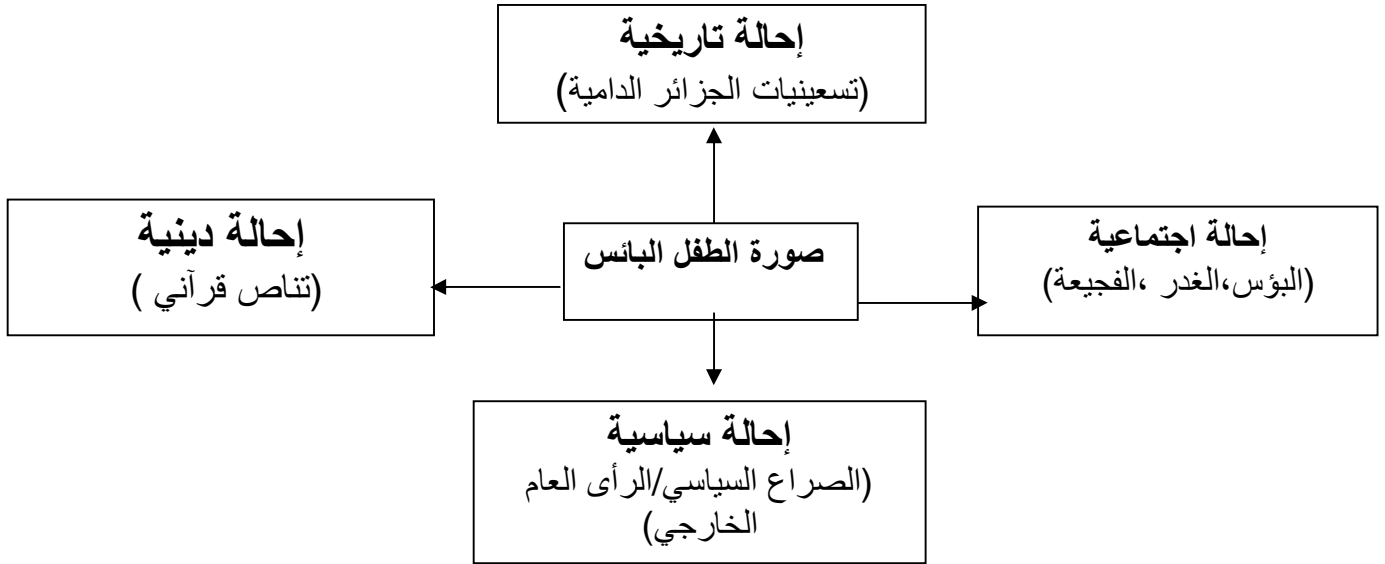 إحالة تاريخية
(تسعينيات الجزائر الدامية)
إحالة اجتماعية
(البؤس،الغدر ،الفجيعة)
صورة الطفل البائس
إحالة دينية
(تناص قرآني )
إحالة سياسية
(الصراع السياسي/الرأى العام
الخارجي)